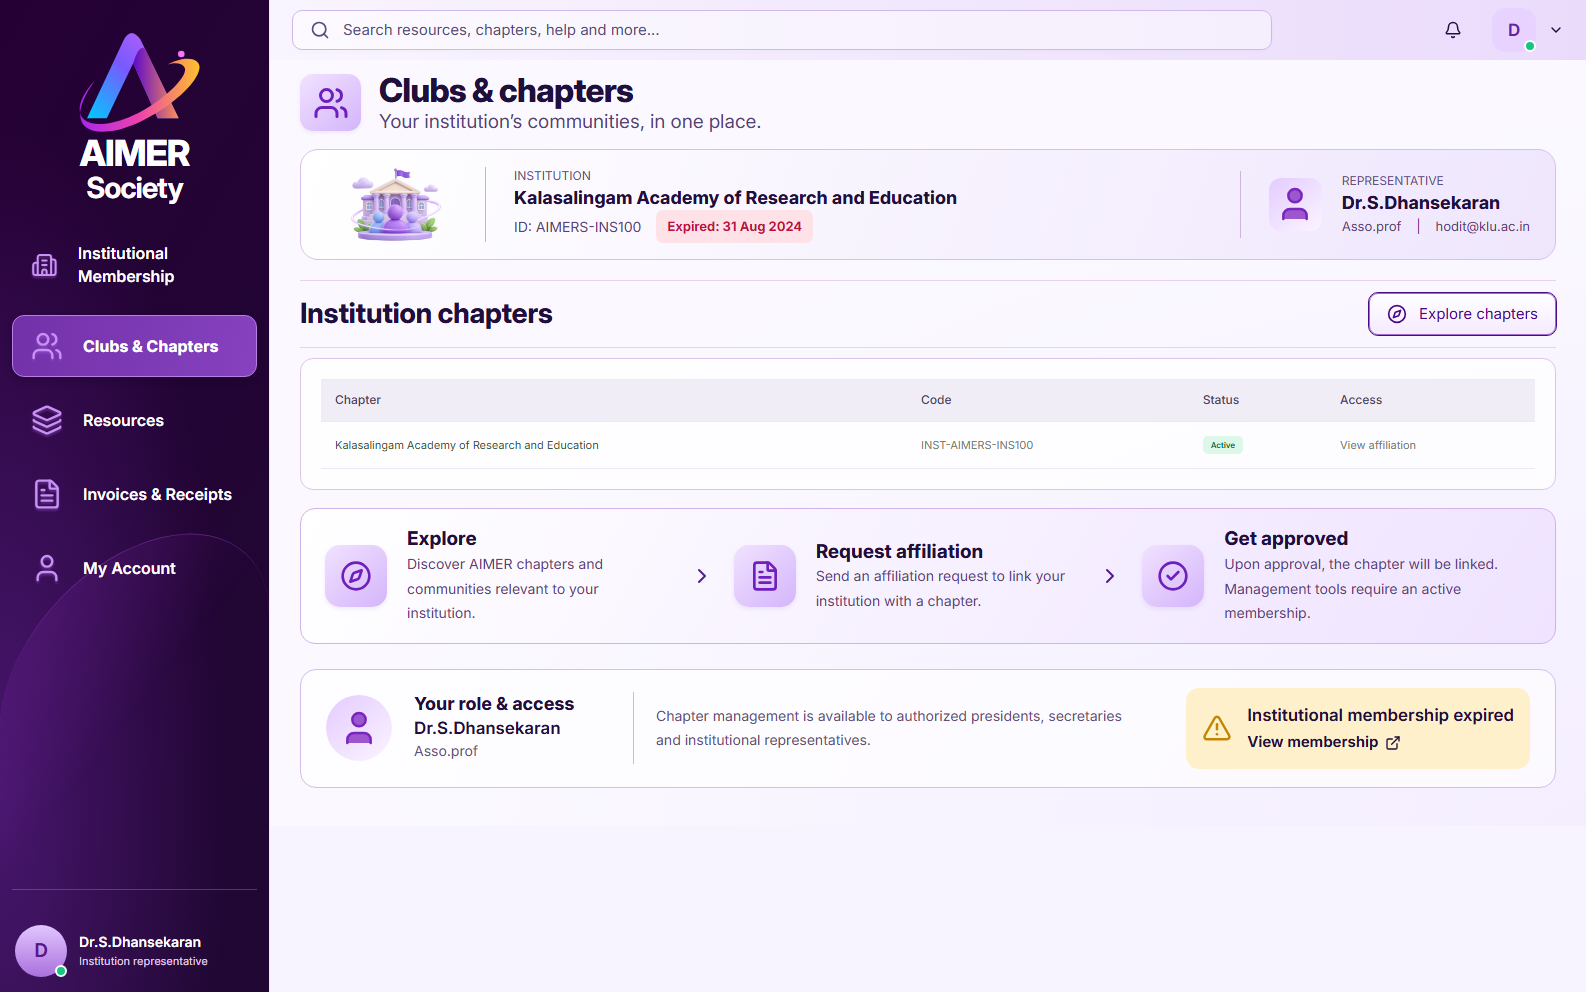 AIMER
Society
Institutional
Membership
Clubs & Chapters
Resources
Invoices & Receipts
My Account
D
Dr.S.Dhansekaran
Institution representative
Search resources, chapters, help and more...
D
Clubs & chapters
Your institution's communities, in one place.
INSTITUTION
Kalasalingam Academy of Research and Education
ID: AIMERS-INS100
Expired: 31 Aug 2024
REPRESENTATIVE
Dr.S.Dhansekaran
Asso.prof | hodit@klu.ac.in
Institution chapters
Explore chapters
Chapter Code Status Access
Kalasalingam Academy of Research and Education INST-AIMERS-INS100 Active View affiliation
Explore
Discover AIMER chapters and
communities relevant to your
institution.
Request affiliation
Send an affiliation request to link your
institution with a chapter.
Get approved
Upon approval, the chapter will be linked.
Management tools require an active
membership.
Your role & access
Dr.S.Dhansekaran
Asso.prof
Chapter management is available to authorized presidents, secretaries
and institutional representatives.
Institutional membership expired
View membership